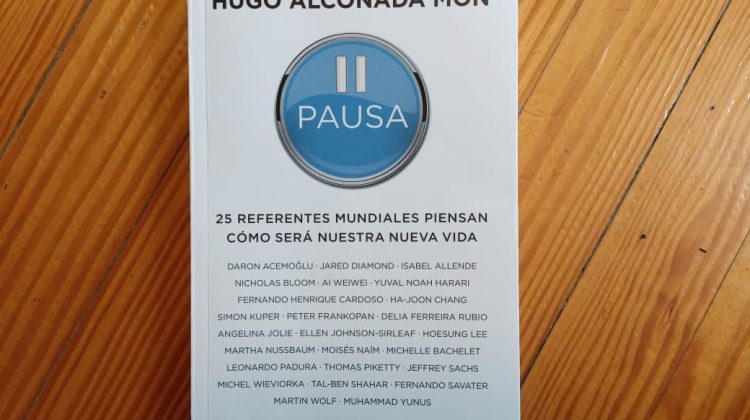 HUGO ALCONADA MON
PAUSA
25 REFERENTES MUNDIALES PIENSAN
CÓMO SERÁ NUESTRA NUEVA VIDA
DARON ACEMOĞLU · JARED DIAMOND · ISABEL ALLENDE
NICHOLAS BLOOM · AI WEIWEI · YUVAL NOAH HARARI
FERNANDO HENRIQUE CARDOSO · HA-JOON CHANG
SIMON KUPER · PETER FRANKOPAN · DELIA FERREIRA RUBIO
ANGELINA JOLIE · ELLEN JOHNSON-SIRLEAF · HOESUNG LEE
MARTHA NUSSBAUM · MOISÉS NAÍM · MICHELLE BACHELET
LEONARDO PADURA · THOMAS PIKETTY · JEFFREY SACHS
MICHEL WIEVIORKA · TAL-BEN SHAHAR · FERNANDO SAVATER
MARTIN WOLF · MUHAMMAD YUNUS